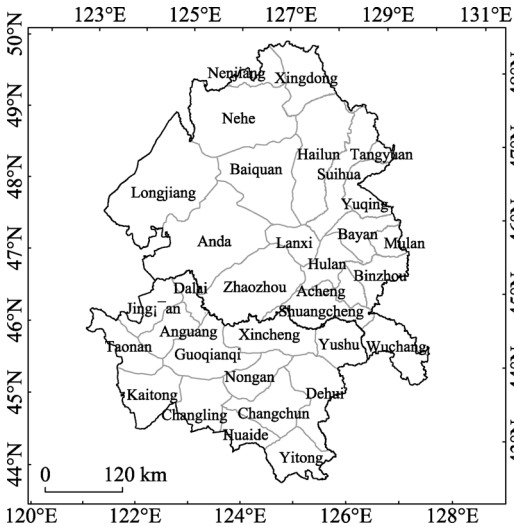 123°E 125°E 127°E 129°E 131°E
50°N
49°N
48°N
47°N
46°N
45°N
44°N
Nenjiang
Xingdong
Nehe
Hailun
Tangyuan
Baiquan
Suihua
Longjiang
Yuqing
Bayan
Anda
Lanxi
Mulan
Hulan
Binzhou
Dalai
Zhaozhou
Acheng
Jingji‾an
Shuangcheng
Anguang
Xincheng
Taonan
Guoqianqi
Yushu
Wuchang
Nongan
Kaitong
Dehui
Changling
Changchun
Huaide
Yitong
0 120 km
120°E 122°E 124°E 126°E 128°E